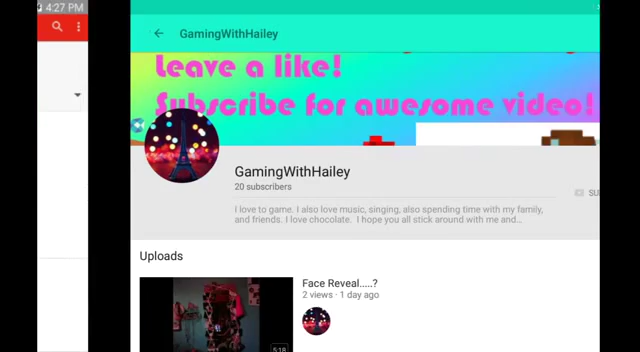 4:27 PM
GamingWithHailey
Leave a like!
Subscribe for awesome video!
GamingWithHailey
20 subscribers
SU
I love to game. I also love music, singing, also spending time with my family,
and friends. I love chocolate. I hope you all stick around with me and...
Uploads
Face Reveal.....?
2 views · 1 day ago
5:18